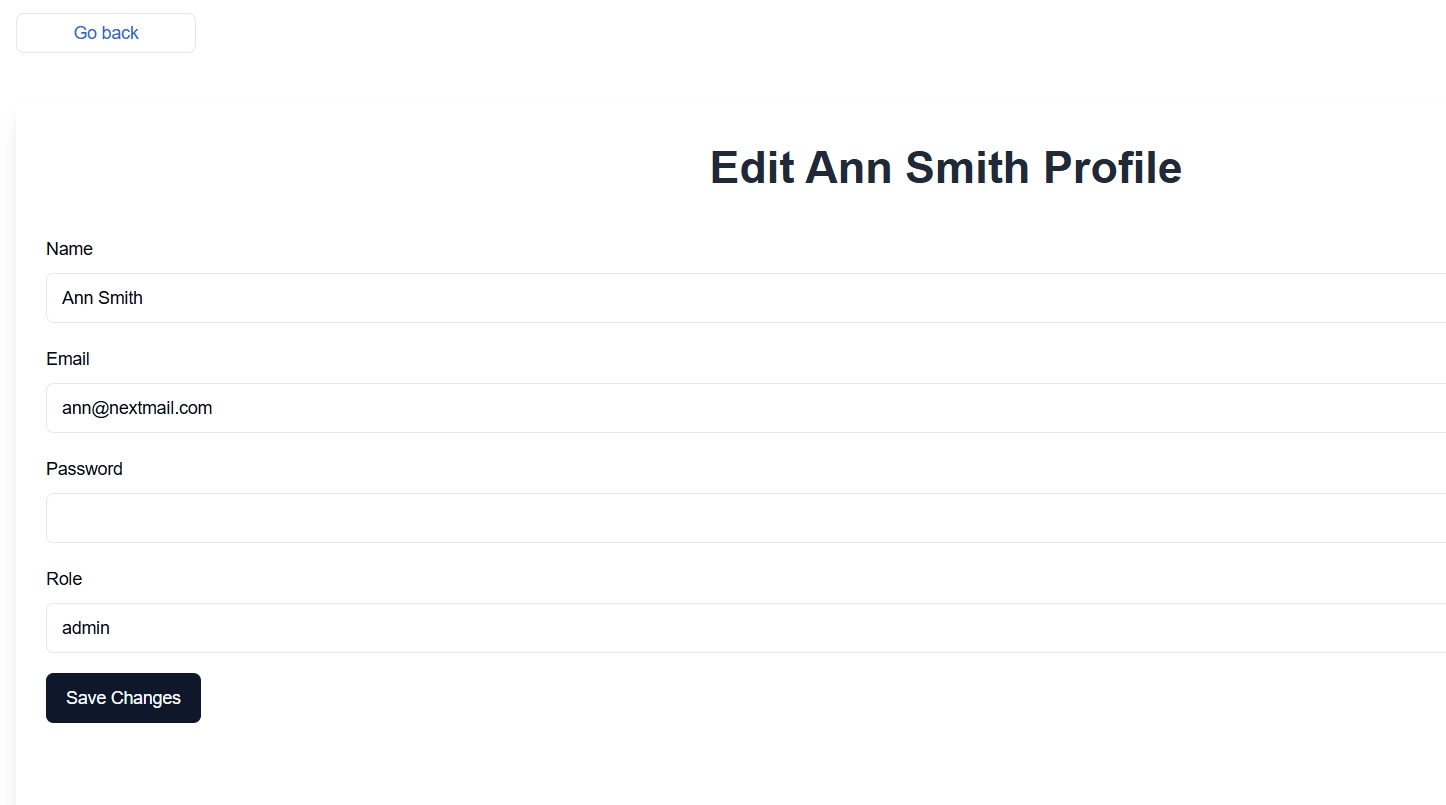 Go back
Edit Ann Smith Profile
Name
Ann Smith
Email
ann@nextmail.com
Password
Role
admin
Save Changes